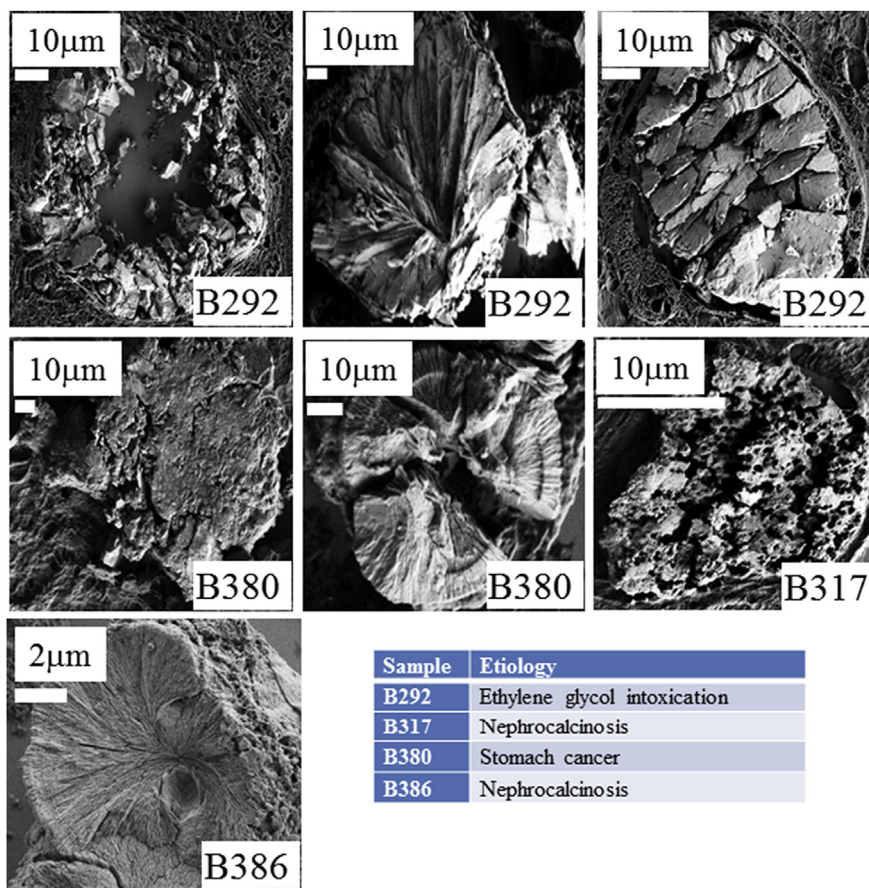 10μm
B292
10μm
B292
10μm
B292
10μm
B380
10μm
B380
10μm
B317
2μm
B386
Sample Etiology
B292 Ethylene glycol intoxication
B317 Nephrocalcinosis
B380 Stomach cancer
B386 Nephrocalcinosis